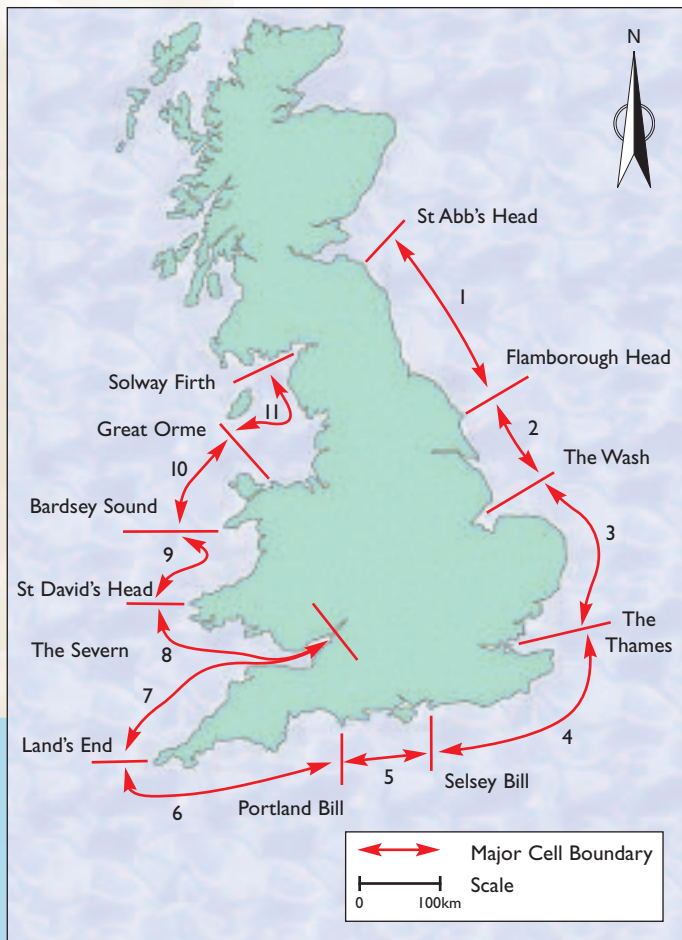 N
St Abb's Head
1
Flamborough Head
Solway Firth
11
2
Great Orme
The Wash
10
Bardsey Sound
3
9
St David's Head
The
Thames
The Severn
8
7
Land's End
4
5
Selsey Bill
6
Portland Bill
Major Cell Boundary
Scale
0 100km